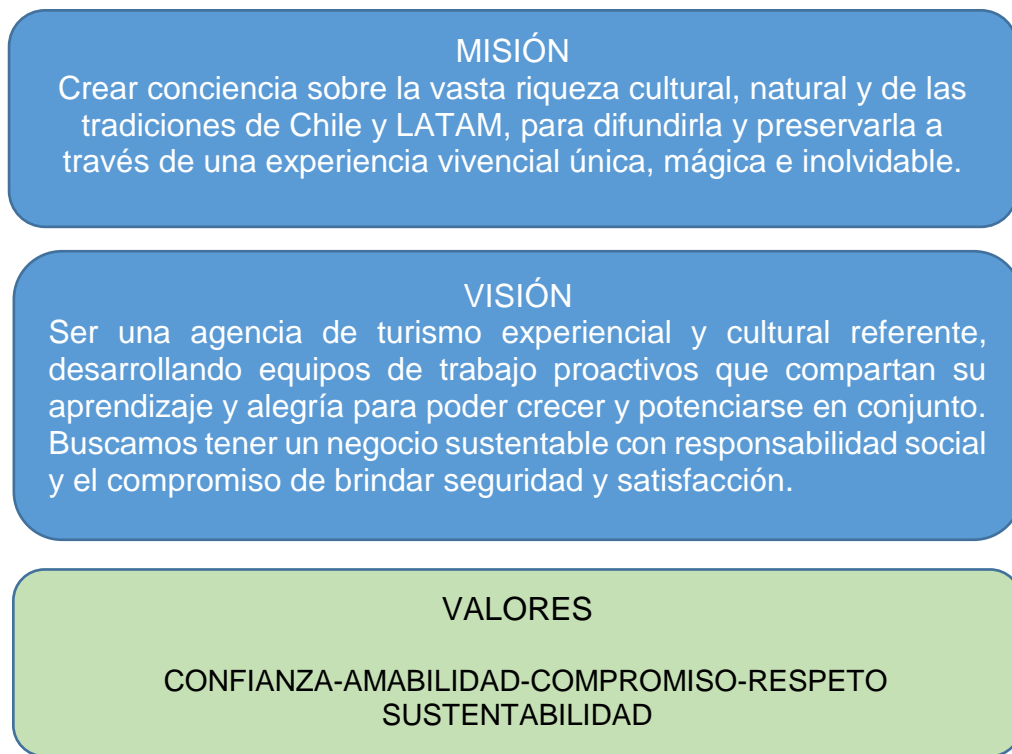 MISIÓN
Crear conciencia sobre la vasta riqueza cultural, natural y de las
tradiciones de Chile y LATAM, para difundirla y preservarla a
través de una experiencia vivencial única, mágica e inolvidable.
VISIÓN
Ser una agencia de turismo experiencial y cultural referente,
desarrollando equipos de trabajo proactivos que compartan su
aprendizaje y alegría para poder crecer y potenciarse en conjunto.
Buscamos tener un negocio sustentable con responsabilidad social
y el compromiso de brindar seguridad y satisfacción.
VALORES
CONFIANZA-AMABILIDAD-COMPROMISO-RESPETO
SUSTENTABILIDAD